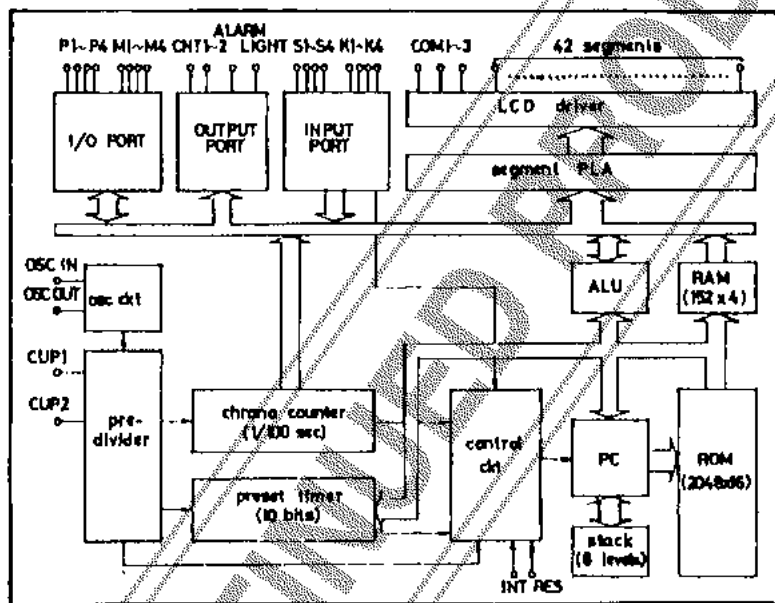 ALARM
P1~P4 M1~M4 CNT1~2 LIGHT S1~S4 K1~K4 COM1~3 42 segments
I/O PORT
OUTPUT PORT
INPUT PORT
LCD driver
segment PLA
OSC IN
OSC OUT
osc ckt
ALU
RAM
(152 x 4)
CUP1
CUP2
pre-
divider
chrono counter
(1/100 sec)
preset timer
(10 bits)
control
ckt
PC
ROM
(2048x16)
stack
(8 levels)
INT RES